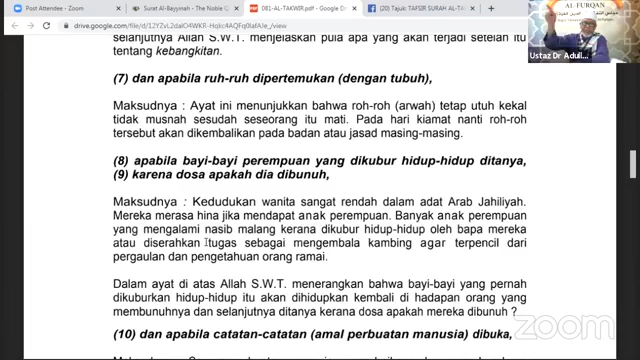 Post Attendee - Zoom
Surat Al-Bayyinah - The Noble Q
081-AL-TAKWIR.pdf - Google Dr
(20) Tajuk: TAFSIR SURAH AL-TA
drive.google.com/file/d/
/view
AL-FURQAN
selanjutnya Allah S.W.T. menjelaskan pula apa yang akan terjadi setelah itu
tentang kebangkitan.
(7) dan apabila ruh-ruh dipertemukan (dengan tubuh),
Maksudnya : Ayat ini menunjukkan bahwa roh-roh (arwah) tetap utuh kekal
tidak musnah sesudah seseorang itu mati. Pada hari kiamat nanti roh-roh
tersebut akan dikembalikan pada badan atau jasad masing-masing.
(8) apabila bayi-bayi perempuan yang dikubur hidup-hidup ditanya,
(9) karena dosa apakah dia dibunuh,
Maksudnya : Kedudukan wanita sangat rendah dalam adat Arab Jahiliyah.
Mereka merasa hina jika mendapat anak perempuan. Banyak anak perempuan
yang mengalami nasib malang kerana dikubur hidup-hidup oleh bapa mereka
atau diserahkan tugas sebagai mengembala kambing agar terpencil dari
pergaulan dan pengetahuan orang ramai.
Dalam ayat di atas Allah S.W.T. menerangkan bahwa bayi-bayi yang pernah
dikuburkan hidup-hidup itu akan dihidupkan kembali di hadapan orang yang
membunuhnya dan selanjutnya ditanya kerana dosa apakah mereka dibunuh ?
(10) dan apabila catatan-catatan (amal perbuatan manusia) dibuka,
zoom